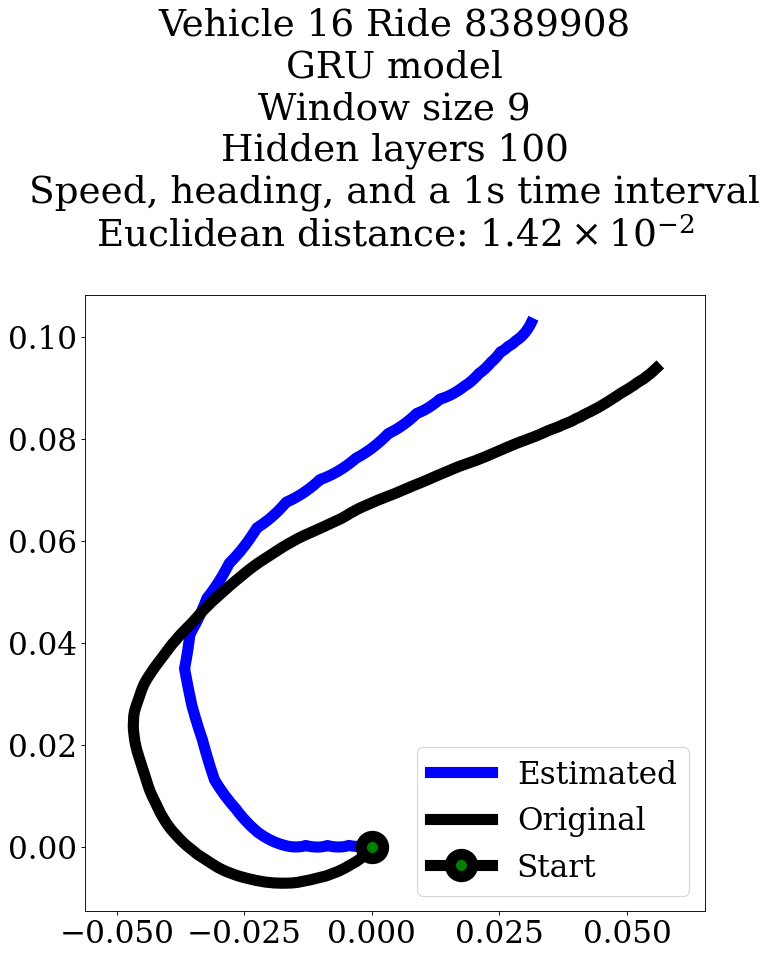 Vehicle 16 Ride 8389908
GRU model
Window size 9
Hidden layers 100
Speed, heading, and a 1s time interval
Euclidean distance: 1.42 × 10⁻²
0.10
0.08
0.06
0.04
0.02
0.00
Estimated
Original
Start
−0.050 −0.025 0.000 0.025 0.050